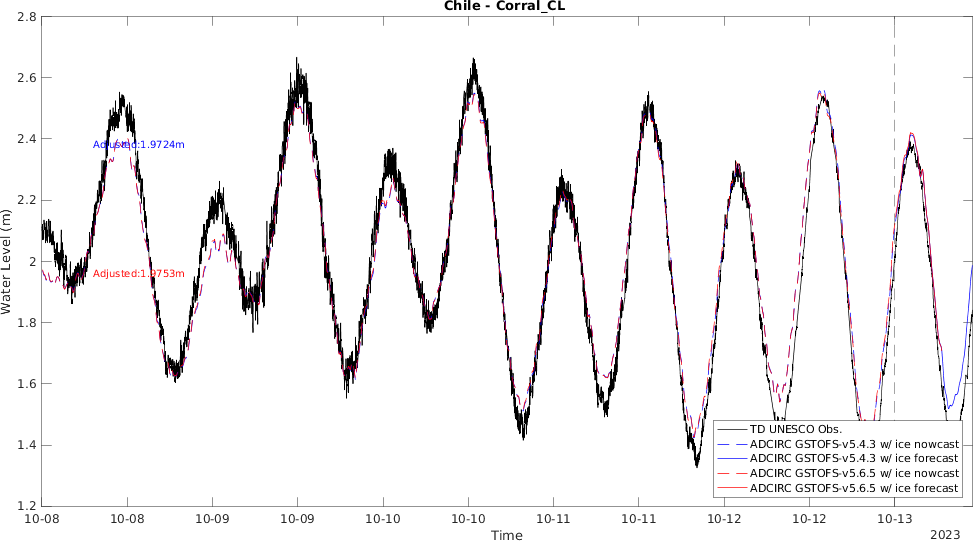 Chile - Corral_CL
2.8
2.6
2.4
2.2
2
1.8
1.6
1.4
1.2
Water Level (m)
Adjusted:1.9724m
Adjusted:1.9753m
TD UNESCO Obs.
ADCIRC GSTOFS-v5.4.3 w/ ice nowcast
ADCIRC GSTOFS-v5.4.3 w/ ice forecast
ADCIRC GSTOFS-v5.6.5 w/ ice nowcast
ADCIRC GSTOFS-v5.6.5 w/ ice forecast
10-08 10-08 10-09 10-09 10-10 10-10 10-11 10-11 10-12 10-12 10-13
Time
2023